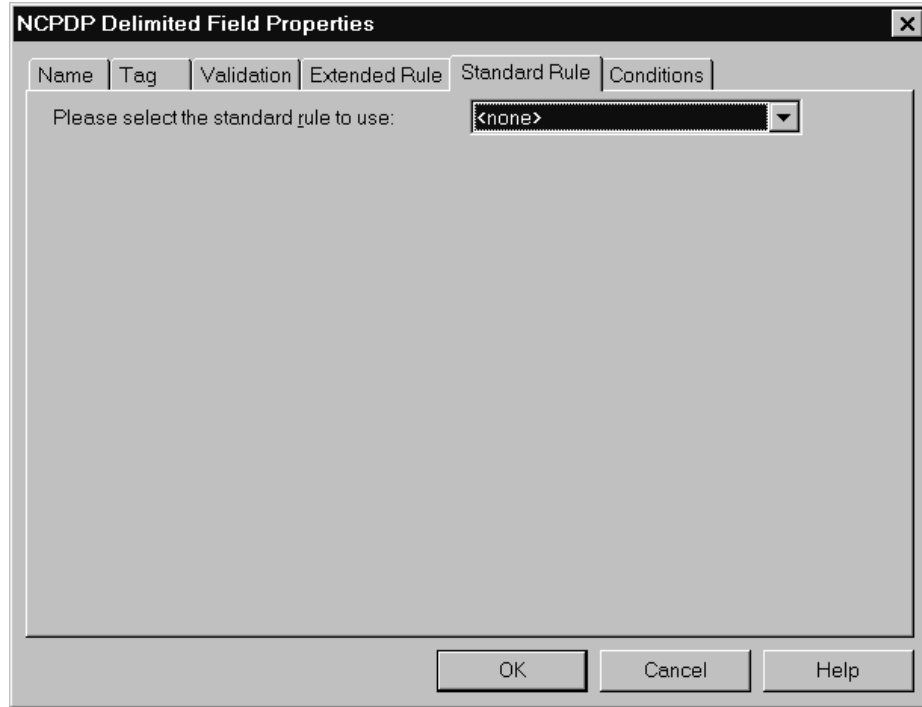 NCPDP Delimited Field Properties
Name Tag Validation Extended Rule Standard Rule Conditions
Please select the standard rule to use: <none>
OK Cancel Help